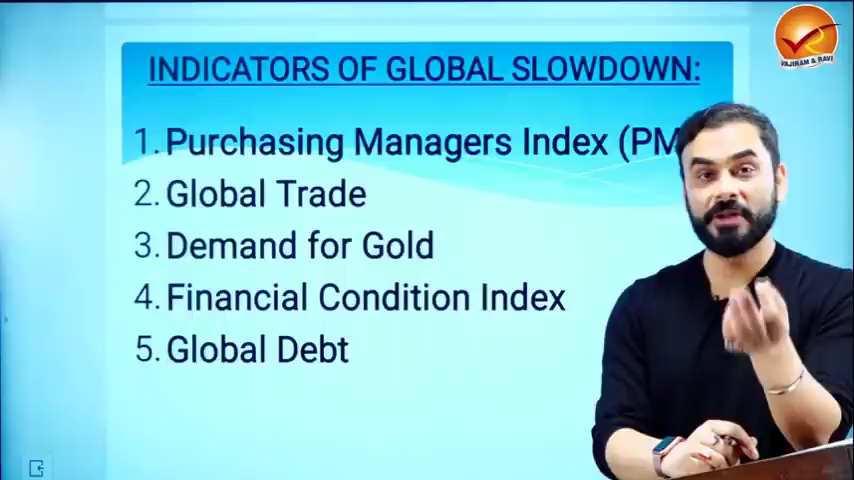 INDICATORS OF GLOBAL SLOWDOWN:
1. Purchasing Managers Index (PM
2. Global Trade
3. Demand for Gold
4. Financial Condition Index
5. Global Debt
VAJIRAM & RAVI